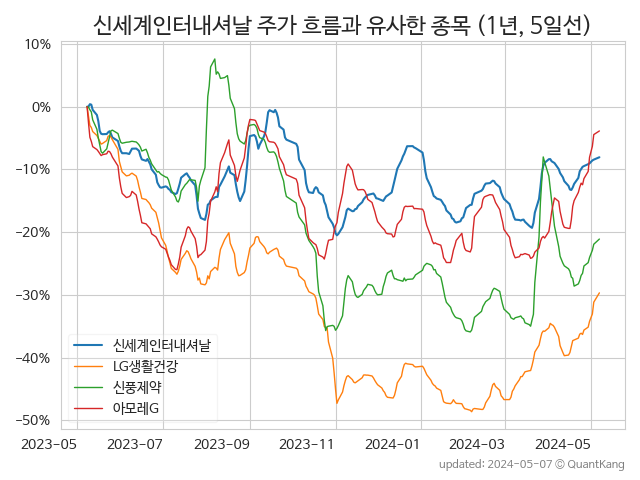 신세계인터내셔날 주가 흐름과 유사한 종목 (1년, 5일선)
10%
0%
−10%
−20%
−30%
−40%
−50%
신세계인터내셔날
LG생활건강
신풍제약
아모레G
2023-05 2023-07 2023-09 2023-11 2024-01 2024-03 2024-05
updated: 2024-05-07 © QuantKang